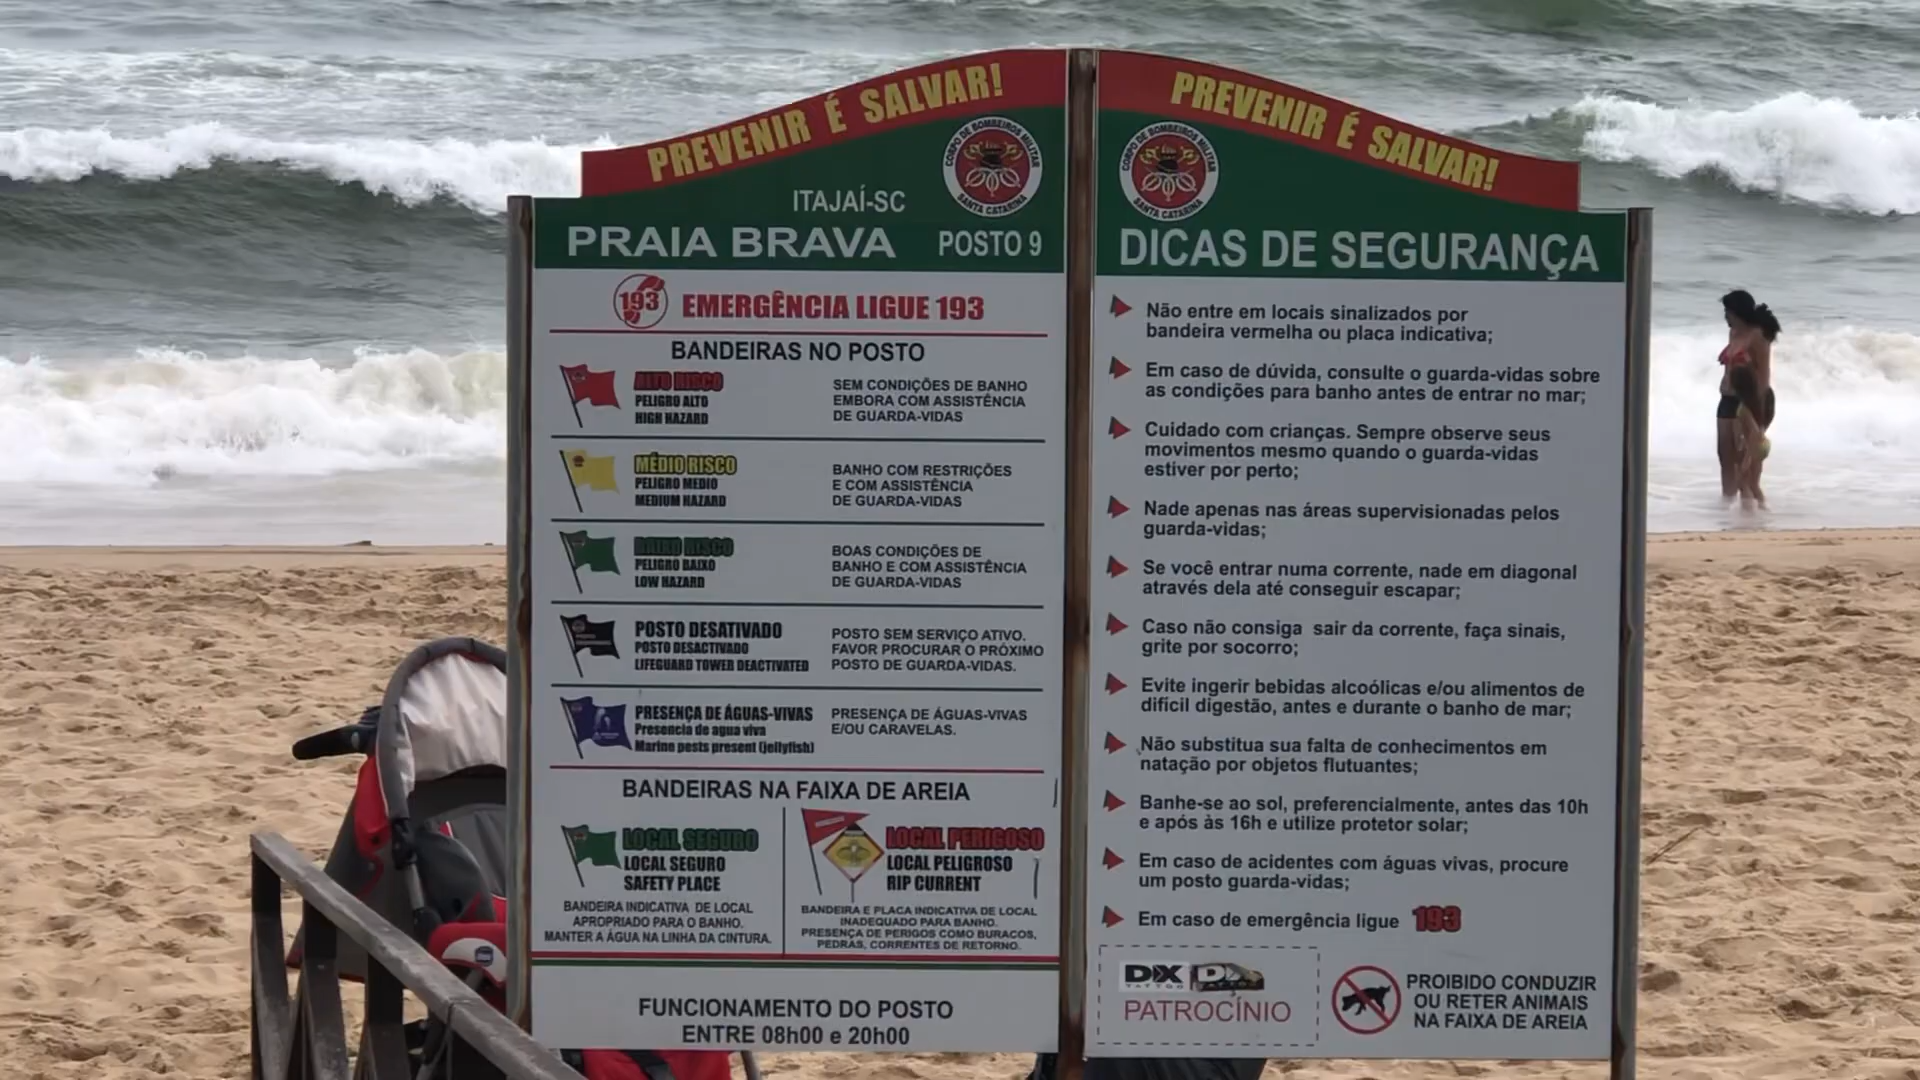 PREVENIR É SALVAR!
CORPO DE BOMBEIROS MILITAR
SANTA CATARINA
ITAJAÍ-SC
PRAIA BRAVA POSTO 9
193 EMERGÊNCIA LIGUE 193
BANDEIRAS NO POSTO
ALTO RISCO
PELIGRO ALTO
HIGH HAZARD
SEM CONDIÇÕES DE BANHO
EMBORA COM ASSISTÊNCIA
DE GUARDA-VIDAS
MÉDIO RISCO
PELIGRO MEDIO
MEDIUM HAZARD
BANHO COM RESTRIÇÕES
E COM ASSISTÊNCIA
DE GUARDA-VIDAS
BAIXO RISCO
PELIGRO BAIXO
LOW HAZARD
BOAS CONDIÇÕES DE
BANHO E COM ASSISTÊNCIA
DE GUARDA-VIDAS
POSTO DESATIVADO
POSTO DESACTIVADO
LIFEGUARD TOWER DEACTIVATED
POSTO SEM SERVIÇO ATIVO.
FAVOR PROCURAR O PRÓXIMO
POSTO DE GUARDA-VIDAS.
PRESENÇA DE ÁGUAS-VIVAS
Presencia de agua viva
Marine pests present (jellyfish)
PRESENÇA DE ÁGUAS-VIVAS
E/OU CARAVELAS.
BANDEIRAS NA FAIXA DE AREIA
LOCAL SEGURO
LOCAL SEGURO
SAFETY PLACE
BANDEIRA INDICATIVA DE LOCAL
APROPRIADO PARA O BANHO.
MANTER A ÁGUA NA LINHA DA CINTURA.
LOCAL PERIGOSO
LOCAL PELIGROSO
RIP CURRENT
BANDEIRA E PLACA INDICATIVA DE LOCAL
INADEQUADO PARA BANHO.
PRESENÇA DE PERIGOS COMO BURACOS,
PEDRAS, CORRENTES DE RETORNO.
FUNCIONAMENTO DO POSTO
ENTRE 08h00 e 20h00
PREVENIR É SALVAR!
CORPO DE BOMBEIROS MILITAR
SANTA CATARINA
DICAS DE SEGURANÇA
Não entre em locais sinalizados por
bandeira vermelha ou placa indicativa;
Em caso de dúvida, consulte o guarda-vidas sobre
as condições para banho antes de entrar no mar;
Cuidado com crianças. Sempre observe seus
movimentos mesmo quando o guarda-vidas
estiver por perto;
Nade apenas nas áreas supervisionadas pelos
guarda-vidas;
Se você entrar numa corrente, nade em diagonal
através dela até conseguir escapar;
Caso não consiga sair da corrente, faça sinais,
grite por socorro;
Evite ingerir bebidas alcoólicas e/ou alimentos de
difícil digestão, antes e durante o banho de mar;
Não substitua sua falta de conhecimentos em
natação por objetos flutuantes;
Banhe-se ao sol, preferencialmente, antes das 10h
e após às 16h e utilize protetor solar;
Em caso de acidentes com águas vivas, procure
um posto guarda-vidas;
Em caso de emergência ligue 193
DX
TATTOO
PATROCÍNIO
PROIBIDO CONDUZIR
OU RETER ANIMAIS
NA FAIXA DE AREIA